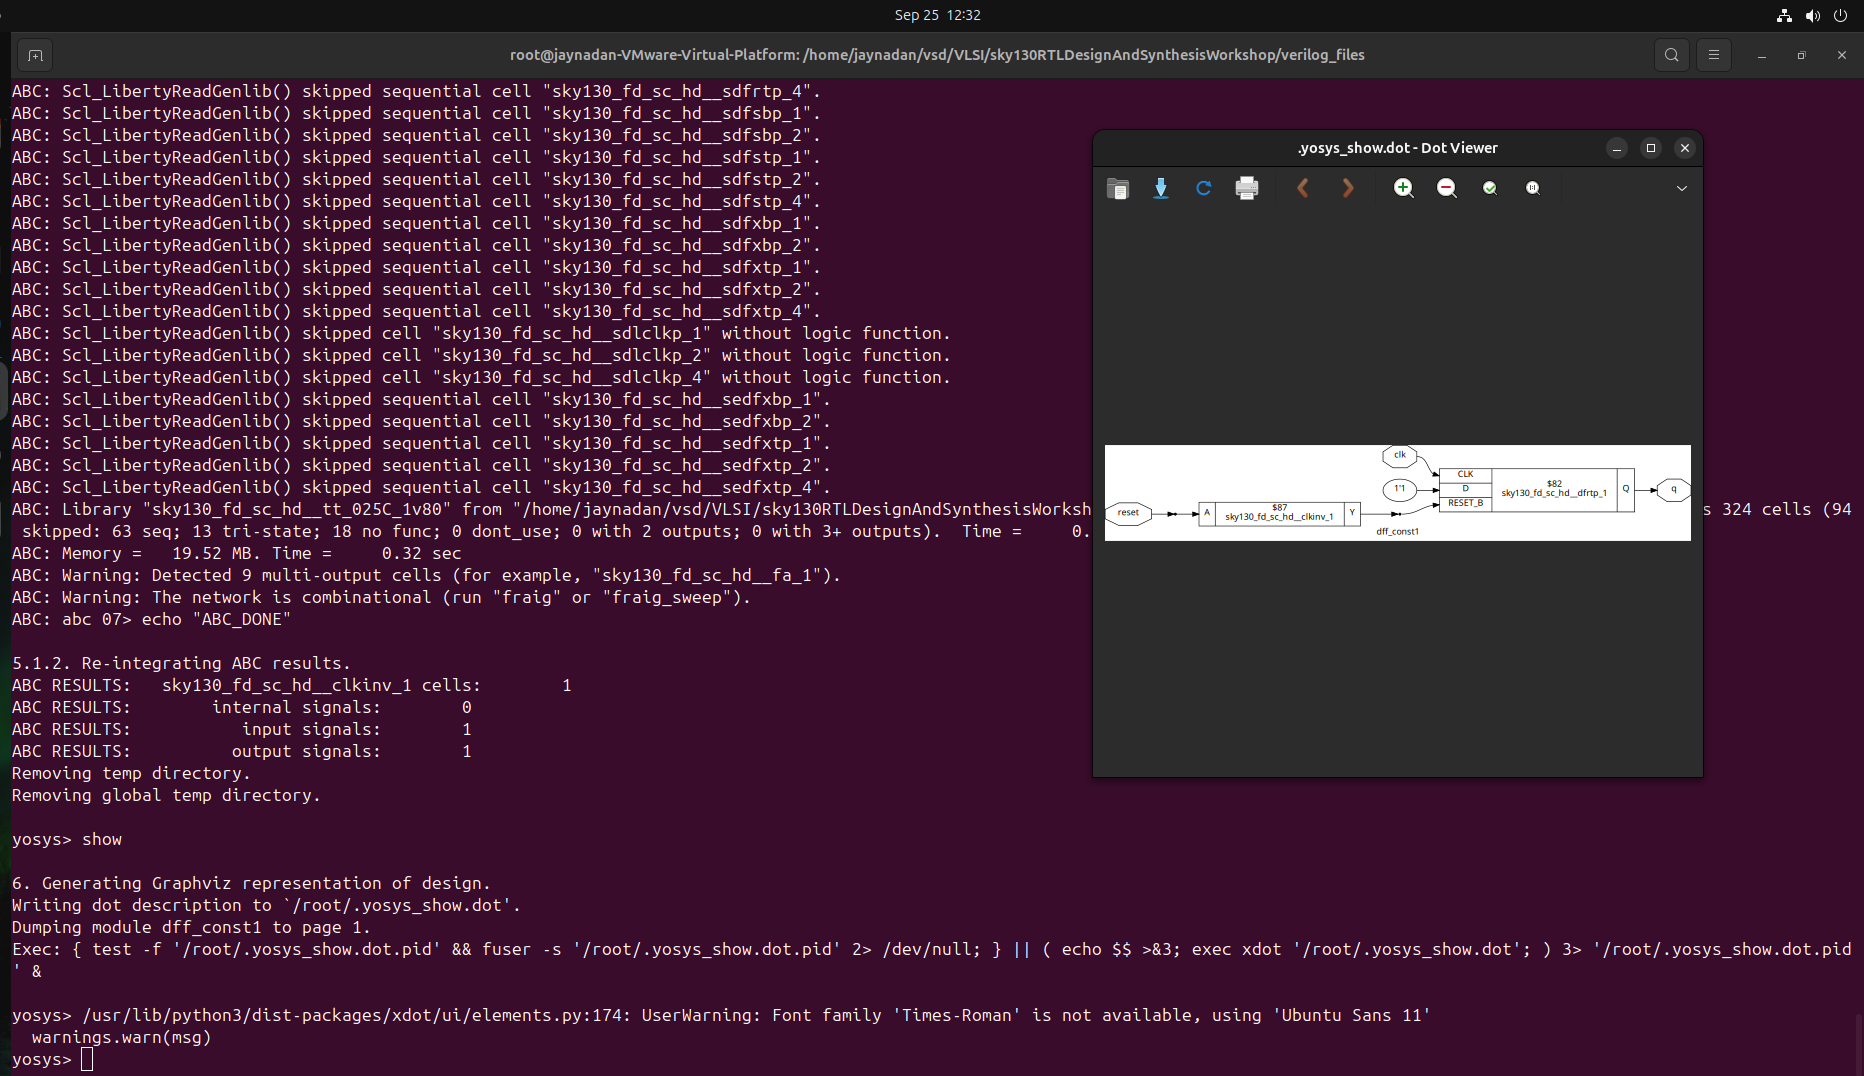 Sep 25 12:32
root@jaynadan-VMware-Virtual-Platform: /home/jaynadan/vsd/VLSI/sky130RTLDesignAndSynthesisWorkshop/verilog_files
ABC: Scl_LibertyReadGenlib() skipped sequential cell "sky130_fd_sc_hd__sdfrtp_4".
ABC: Scl_LibertyReadGenlib() skipped sequential cell "sky130_fd_sc_hd__sdfsbp_1".
ABC: Scl_LibertyReadGenlib() skipped sequential cell "sky130_fd_sc_hd__sdfsbp_2".
ABC: Scl_LibertyReadGenlib() skipped sequential cell "sky130_fd_sc_hd__sdfstp_1".
ABC: Scl_LibertyReadGenlib() skipped sequential cell "sky130_fd_sc_hd__sdfstp_2".
ABC: Scl_LibertyReadGenlib() skipped sequential cell "sky130_fd_sc_hd__sdfstp_4".
ABC: Scl_LibertyReadGenlib() skipped sequential cell "sky130_fd_sc_hd__sdfxbp_1".
ABC: Scl_LibertyReadGenlib() skipped sequential cell "sky130_fd_sc_hd__sdfxbp_2".
ABC: Scl_LibertyReadGenlib() skipped sequential cell "sky130_fd_sc_hd__sdfxtp_1".
ABC: Scl_LibertyReadGenlib() skipped sequential cell "sky130_fd_sc_hd__sdfxtp_2".
ABC: Scl_LibertyReadGenlib() skipped sequential cell "sky130_fd_sc_hd__sdfxtp_4".
ABC: Scl_LibertyReadGenlib() skipped cell "sky130_fd_sc_hd__sdlclkp_1" without logic function.
ABC: Scl_LibertyReadGenlib() skipped cell "sky130_fd_sc_hd__sdlclkp_2" without logic function.
ABC: Scl_LibertyReadGenlib() skipped cell "sky130_fd_sc_hd__sdlclkp_4" without logic function.
ABC: Scl_LibertyReadGenlib() skipped sequential cell "sky130_fd_sc_hd__sedfxbp_1".
ABC: Scl_LibertyReadGenlib() skipped sequential cell "sky130_fd_sc_hd__sedfxbp_2".
ABC: Scl_LibertyReadGenlib() skipped sequential cell "sky130_fd_sc_hd__sedfxtp_1".
ABC: Scl_LibertyReadGenlib() skipped sequential cell "sky130_fd_sc_hd__sedfxtp_2".
ABC: Scl_LibertyReadGenlib() skipped sequential cell "sky130_fd_sc_hd__sedfxtp_4".
ABC: Library "sky130_fd_sc_hd__tt_025C_1v80" from "/home/jaynadan/vsd/VLSI/sky130RTLDesignAndSynthesisWorksh s 324 cells (94
skipped: 63 seq; 13 tri-state; 18 no func; 0 dont_use; 0 with 2 outputs; 0 with 3+ outputs). Time = 0.
ABC: Memory = 19.52 MB. Time = 0.32 sec
ABC: Warning: Detected 9 multi-output cells (for example, "sky130_fd_sc_hd__fa_1").
ABC: Warning: The network is combinational (run "fraig" or "fraig_sweep").
ABC: abc 07> echo "ABC_DONE"
5.1.2. Re-integrating ABC results.
ABC RESULTS: sky130_fd_sc_hd__clkinv_1 cells: 1
ABC RESULTS: internal signals: 0
ABC RESULTS: input signals: 1
ABC RESULTS: output signals: 1
Removing temp directory.
Removing global temp directory.
yosys> show
6. Generating Graphviz representation of design.
Writing dot description to `/root/.yosys_show.dot'.
Dumping module dff_const1 to page 1.
Exec: { test -f '/root/.yosys_show.dot.pid' && fuser -s '/root/.yosys_show.dot.pid' 2> /dev/null; } || ( echo $$ >&3; exec xdot '/root/.yosys_show.dot'; ) 3> '/root/.yosys_show.dot.pid
' &
yosys> /usr/lib/python3/dist-packages/xdot/ui/elements.py:174: UserWarning: Font family 'Times-Roman' is not available, using 'Ubuntu Sans 11'
warnings.warn(msg)
yosys>
.yosys_show.dot - Dot Viewer
clk
1'1
CLK
D
RESET_B
$82
sky130_fd_sc_hd__dfrtp_1
Q
q
reset
A
$87
sky130_fd_sc_hd__clkinv_1
Y
dff_const1